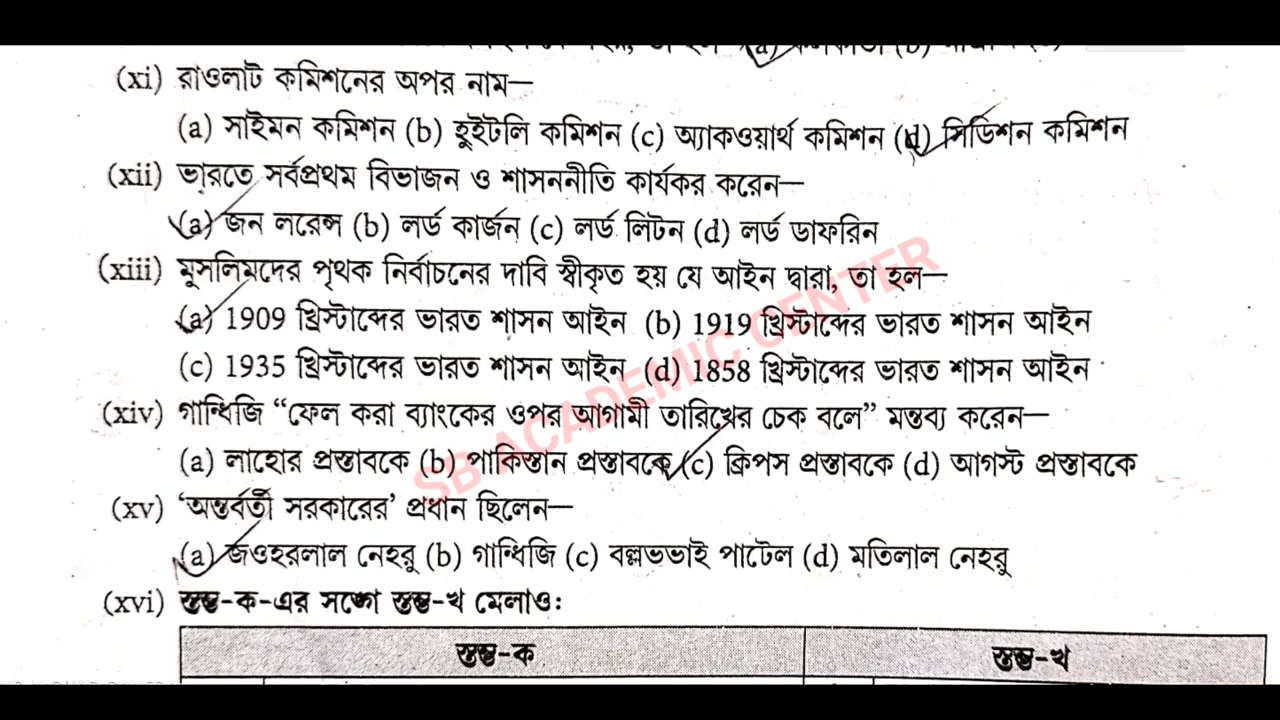 (xi) রাওলাট কমিশনের অপর নাম—
(a) সাইমন কমিশন (b) হুইটলি কমিশন (c) অ্যাকওয়ার্থ কমিশন (d) সিডিশন কমিশন
(xii) ভারতে সর্বপ্রথম বিভাজন ও শাসননীতি কার্যকর করেন—
(a) জন লরেন্স (b) লর্ড কার্জন (c) লর্ড লিটন (d) লর্ড ডাফরিন
(xiii) মুসলিমদের পৃথক নির্বাচনের দাবি স্বীকৃত হয় যে আইন দ্বারা, তা হল—
(a) 1909 খ্রিস্টাব্দের ভারত শাসন আইন (b) 1919 খ্রিস্টাব্দের ভারত শাসন আইন
(c) 1935 খ্রিস্টাব্দের ভারত শাসন আইন (d) 1858 খ্রিস্টাব্দের ভারত শাসন আইন
(xiv) গান্ধিজি “ফেল করা ব্যাংকের ওপর আগামী তারিখের চেক বলে” মন্তব্য করেন—
(a) লাহোর প্রস্তাবকে (b) পাকিস্তান প্রস্তাবকে (c) ক্রিপস প্রস্তাবকে (d) আগস্ট প্রস্তাবকে
(xv) ‘অন্তর্বর্তী সরকারের’ প্রধান ছিলেন—
(a) জওহরলাল নেহরু (b) গান্ধিজি (c) বল্লভভাই পাটেল (d) মতিলাল নেহরু
(xvi) স্তম্ভ-ক-এর সঙ্গে স্তম্ভ-খ মেলাও:
স্তম্ভ-ক স্তম্ভ-খ
SB ACADEMIC CENTER